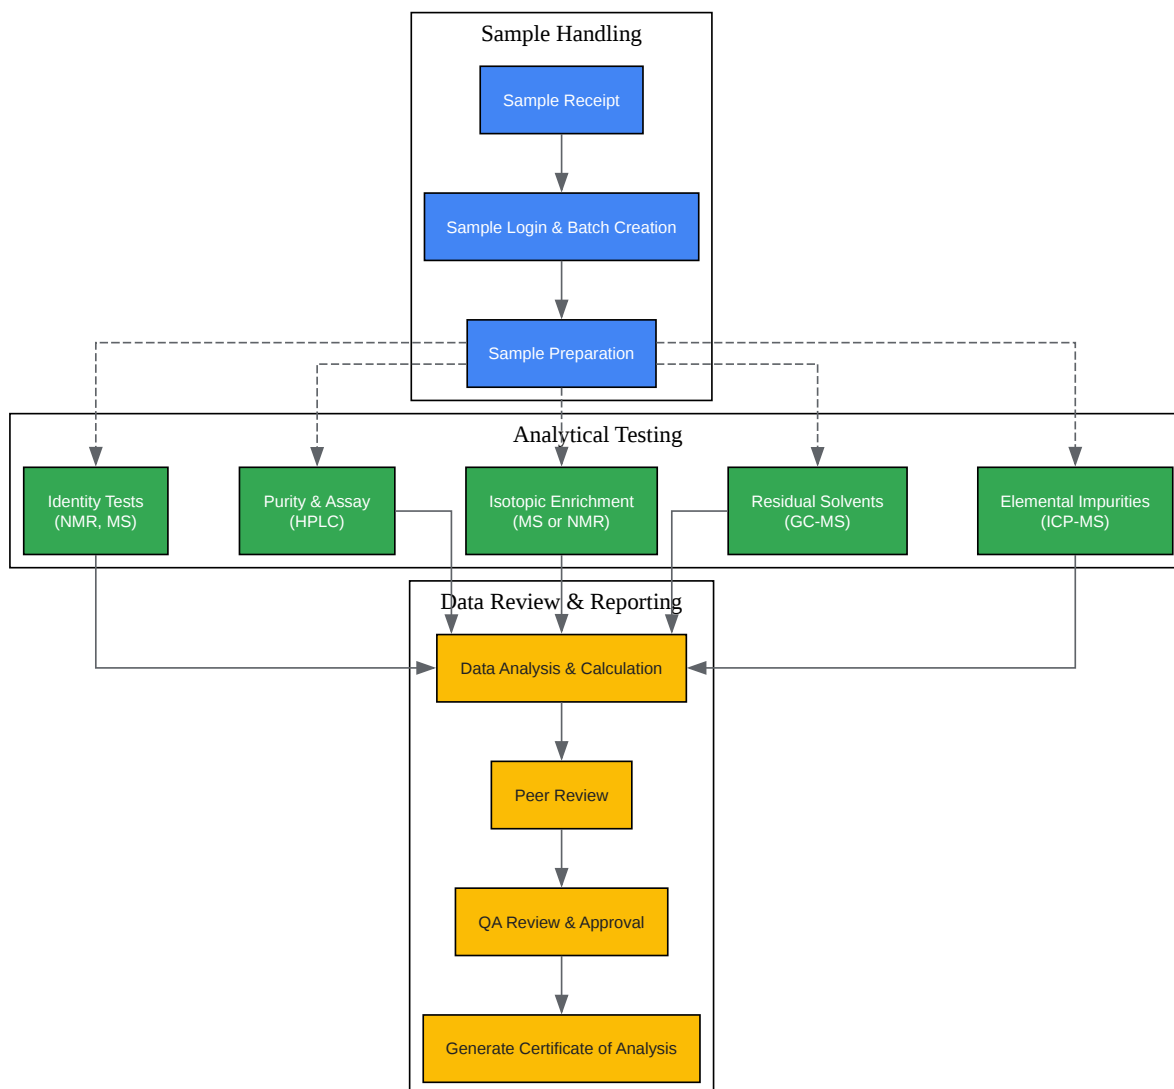 Sample Handling
Sample Receipt
Sample Login & Batch Creation
Sample Preparation
Analytical Testing
Identity Tests
(NMR, MS)
Purity & Assay
(HPLC)
Isotopic Enrichment
(MS or NMR)
Residual Solvents
(GC-MS)
Elemental Impurities
(ICP-MS)
Data Review & Reporting
Data Analysis & Calculation
Peer Review
QA Review & Approval
Generate Certificate of Analysis